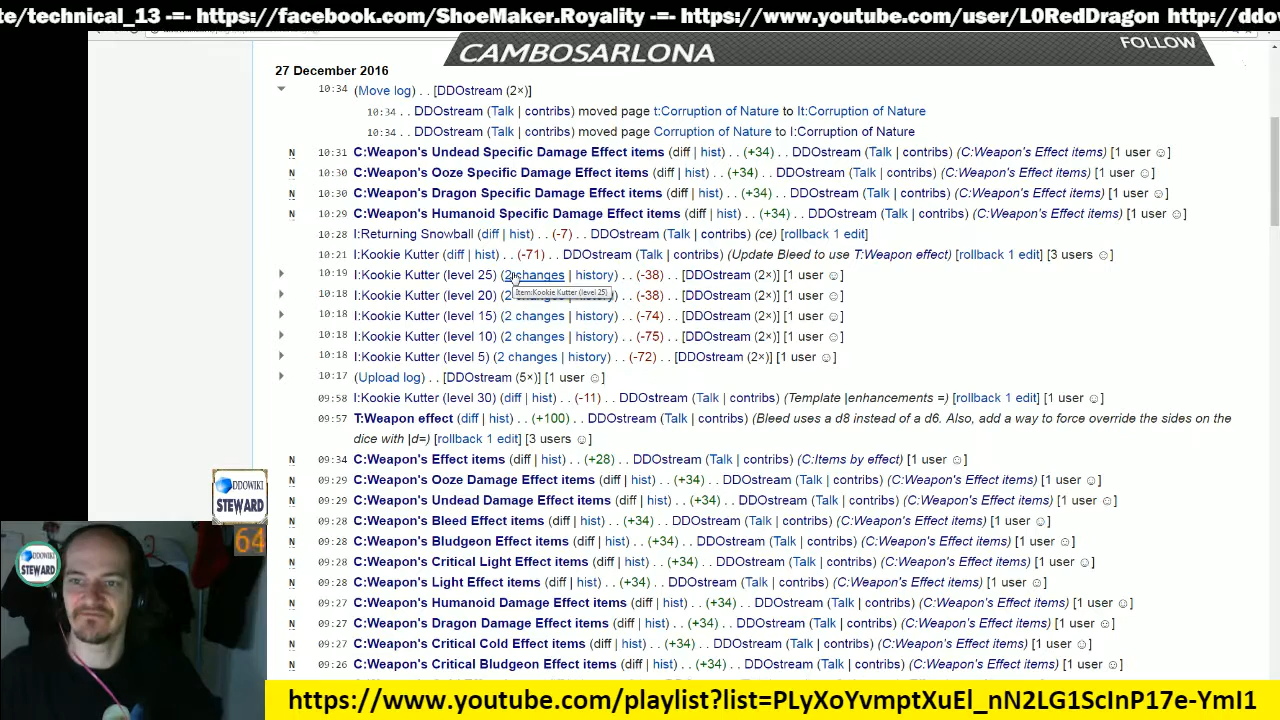 te/technical_13 -=- https://facebook.com/ShoeMaker.Royality -=- https://www.youtube.com/user/L0RedDragon http://ddo
CAMBOSARLONA
FOLLOW
27 December 2016
10:34 (Move log) . . [DDOstream (2×)]
10:34 . . DDOstream (Talk | contribs) moved page t:Corruption of Nature to It:Corruption of Nature
10:34 . . DDOstream (Talk | contribs) moved page Corruption of Nature to I:Corruption of Nature
N 10:31 C:Weapon's Undead Specific Damage Effect items (diff | hist) . . (+34) . . DDOstream (Talk | contribs) (C:Weapon's Effect items) [1 user ☺]
N 10:30 C:Weapon's Ooze Specific Damage Effect items (diff | hist) . . (+34) . . DDOstream (Talk | contribs) (C:Weapon's Effect items) [1 user ☺]
N 10:30 C:Weapon's Dragon Specific Damage Effect items (diff | hist) . . (+34) . . DDOstream (Talk | contribs) (C:Weapon's Effect items) [1 user ☺]
N 10:29 C:Weapon's Humanoid Specific Damage Effect items (diff | hist) . . (+34) . . DDOstream (Talk | contribs) (C:Weapon's Effect items) [1 user ☺]
10:28 I:Returning Snowball (diff | hist) . . (-7) . . DDOstream (Talk | contribs) (ce) [rollback 1 edit]
10:21 I:Kookie Kutter (diff | hist) . . (-71) . . DDOstream (Talk | contribs) (Update Bleed to use T:Weapon effect) [rollback 1 edit] [3 users ☺]
10:19 I:Kookie Kutter (level 25) (2 changes | history) . . (-38) . . [DDOstream (2×)] [1 user ☺]
Item:Kookie Kutter (level 25)
10:18 I:Kookie Kutter (level 20) (2 changes | history) . . (-38) . . [DDOstream (2×)] [1 user ☺]
10:18 I:Kookie Kutter (level 15) (2 changes | history) . . (-74) . . [DDOstream (2×)] [1 user ☺]
10:18 I:Kookie Kutter (level 10) (2 changes | history) . . (-75) . . [DDOstream (2×)] [1 user ☺]
10:18 I:Kookie Kutter (level 5) (2 changes | history) . . (-72) . . [DDOstream (2×)] [1 user ☺]
10:17 (Upload log) . . [DDOstream (5×)] [1 user ☺]
09:58 I:Kookie Kutter (level 30) (diff | hist) . . (-11) . . DDOstream (Talk | contribs) (Template |enhancements =) [rollback 1 edit] [1 user ☺]
09:57 T:Weapon effect (diff | hist) . . (+100) . . DDOstream (Talk | contribs) (Bleed uses a d8 instead of a d6. Also, add a way to force override the sides on the
dice with |d=) [rollback 1 edit] [3 users ☺]
N 09:34 C:Weapon's Effect items (diff | hist) . . (+28) . . DDOstream (Talk | contribs) (C:Items by effect) [1 user ☺]
N 09:29 C:Weapon's Ooze Damage Effect items (diff | hist) . . (+34) . . DDOstream (Talk | contribs) (C:Weapon's Effect items) [1 user ☺]
N 09:29 C:Weapon's Undead Damage Effect items (diff | hist) . . (+34) . . DDOstream (Talk | contribs) (C:Weapon's Effect items) [1 user ☺]
N 09:28 C:Weapon's Bleed Effect items (diff | hist) . . (+34) . . DDOstream (Talk | contribs) (C:Weapon's Effect items) [1 user ☺]
N 09:28 C:Weapon's Bludgeon Effect items (diff | hist) . . (+34) . . DDOstream (Talk | contribs) (C:Weapon's Effect items) [1 user ☺]
N 09:28 C:Weapon's Critical Light Effect items (diff | hist) . . (+34) . . DDOstream (Talk | contribs) (C:Weapon's Effect items) [1 user ☺]
N 09:28 C:Weapon's Light Effect items (diff | hist) . . (+34) . . DDOstream (Talk | contribs) (C:Weapon's Effect items) [1 user ☺]
N 09:27 C:Weapon's Humanoid Damage Effect items (diff | hist) . . (+34) . . DDOstream (Talk | contribs) (C:Weapon's Effect items) [1 user ☺]
N 09:27 C:Weapon's Dragon Damage Effect items (diff | hist) . . (+34) . . DDOstream (Talk | contribs) (C:Weapon's Effect items) [1 user ☺]
N 09:27 C:Weapon's Critical Cold Effect items (diff | hist) . . (+34) . . DDOstream (Talk | contribs) (C:Weapon's Effect items) [1 user ☺]
N 09:26 C:Weapon's Critical Bludgeon Effect items (diff | hist) . . (+34) . . DDOstream (Talk | contribs) (C:Weapon's Effect items) [1 user ☺]
DDOWIKI
STEWARD
64
DDOWIKI
STEWARD
https://www.youtube.com/playlist?list=PLyXoYvmptXuEl_nN2LG1ScInP17e-YmI1